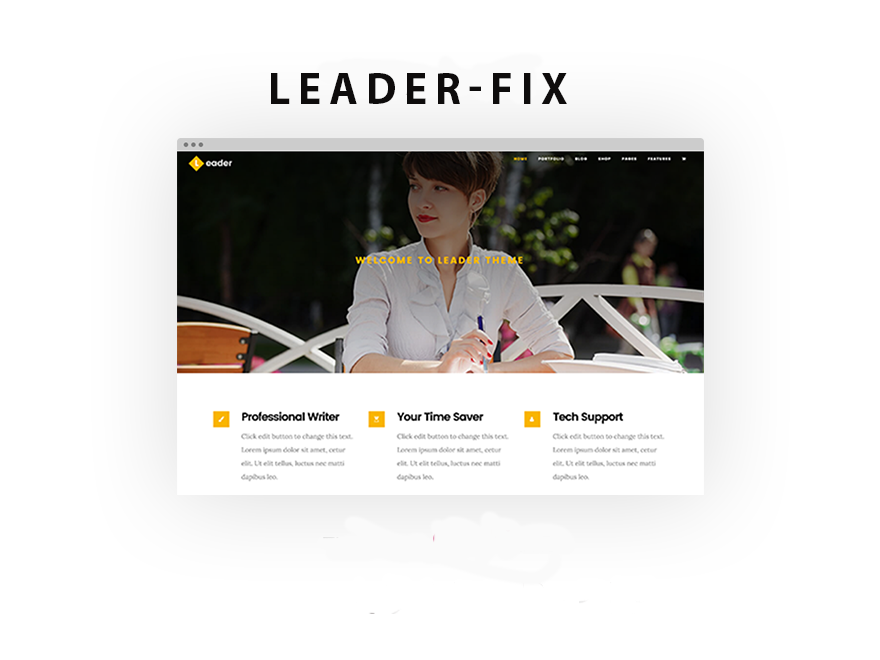 LEADER-FIX
Leader
HOME PORTFOLIO BLOG SHOP PAGES FEATURES
WELCOME TO LEADER THEME
Professional Writer
Click edit button to change this text.
Lorem ipsum dolor sit amet, cetur
elit. Ut elit tellus, luctus nec matti
dapibus leo.
Your Time Saver
Click edit button to change this text.
Lorem ipsum dolor sit amet, cetur
elit. Ut elit tellus, luctus nec matti
dapibus leo.
Tech Support
Click edit button to change this text.
Lorem ipsum dolor sit amet, cetur
elit. Ut elit tellus, luctus nec matti
dapibus leo.